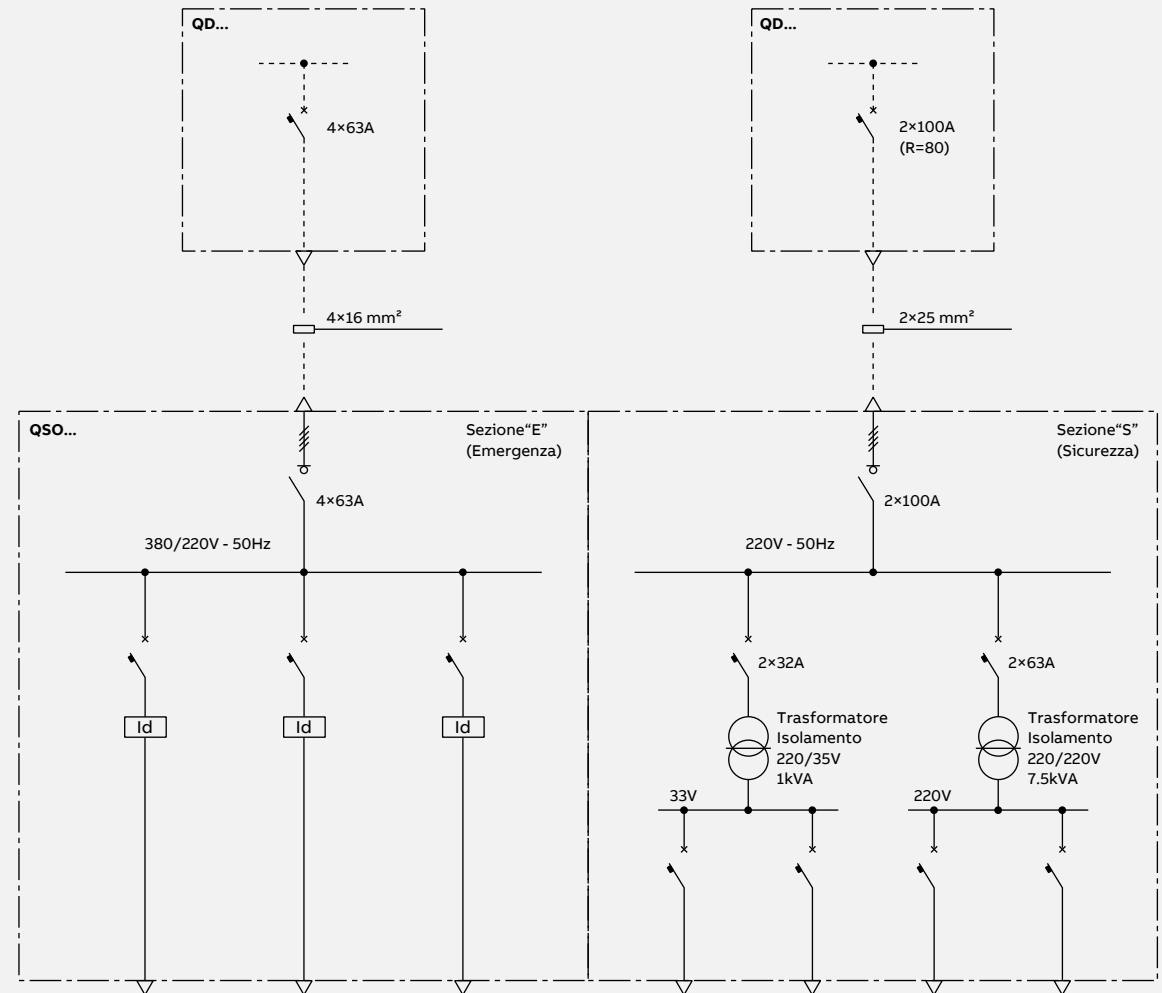 QD...
4×63A
QD...
2×100A
(R=80)
4×16 mm²
2×25 mm²
QSO...
Sezione“E”
(Emergenza)
4×63A
380/220V - 50Hz
Id
Id
Id
Sezione“S”
(Sicurezza)
2×100A
220V - 50Hz
2×32A
2×63A
Trasformatore
Isolamento
220/35V
1kVA
Trasformatore
Isolamento
220/220V
7.5kVA
33V
220V